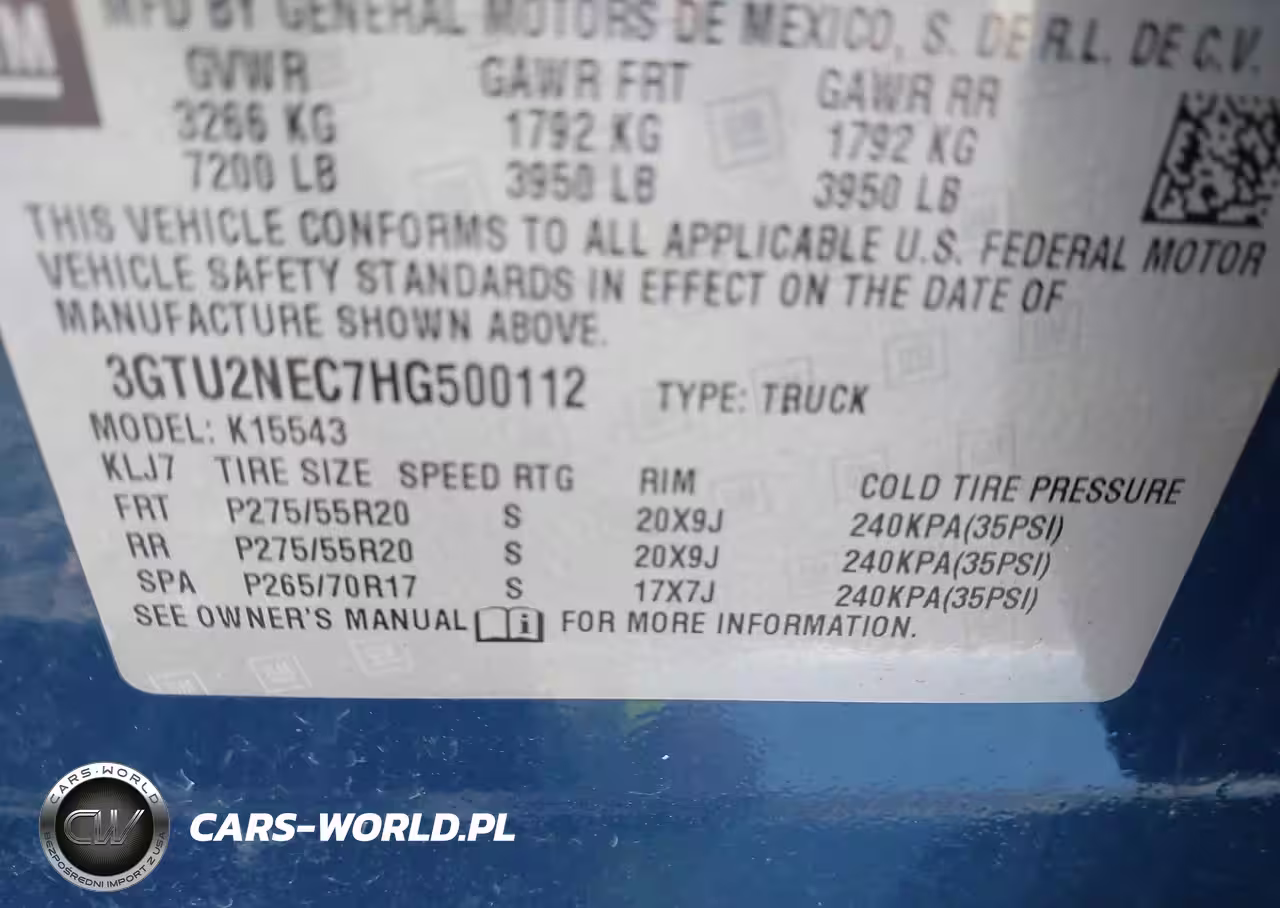 MFD BY GENERAL MOTORS DE MEXICO, S. DE R.L. DE C.V.
GVWR GAWR FRT GAWR RR
3266 KG 1792 KG 1792 KG
7200 LB 3950 LB 3950 LB
THIS VEHICLE CONFORMS TO ALL APPLICABLE U.S. FEDERAL MOTOR
VEHICLE SAFETY STANDARDS IN EFFECT ON THE DATE OF
MANUFACTURE SHOWN ABOVE.
3GTU2NEC7HG500112 TYPE: TRUCK
MODEL: K15543
KLJ7 TIRE SIZE SPEED RTG RIM COLD TIRE PRESSURE
FRT P275/55R20 S 20X9J 240KPA(35PSI)
RR P275/55R20 S 20X9J 240KPA(35PSI)
SPA P265/70R17 S 17X7J 240KPA(35PSI)
SEE OWNER'S MANUAL i FOR MORE INFORMATION.
CARS-WORLD
CW
BEZPOŚREDNI IMPORT Z USA
CARS-WORLD.PL